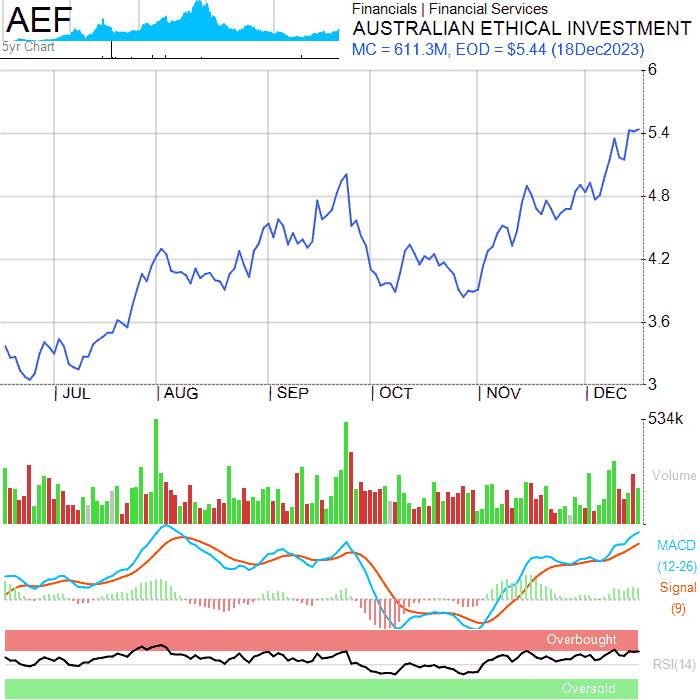 AEF
5yr Chart
Financials | Financial Services
AUSTRALIAN ETHICAL INVESTMENT
MC = 611.3M, EOD = $5.44 (18Dec2023)
6
5.4
4.8
4.2
3.6
3
JUL AUG SEP OCT NOV DEC
534k
Volume
MACD
(12-26)
Signal
(9)
Overbought
RSI(14)
Oversold